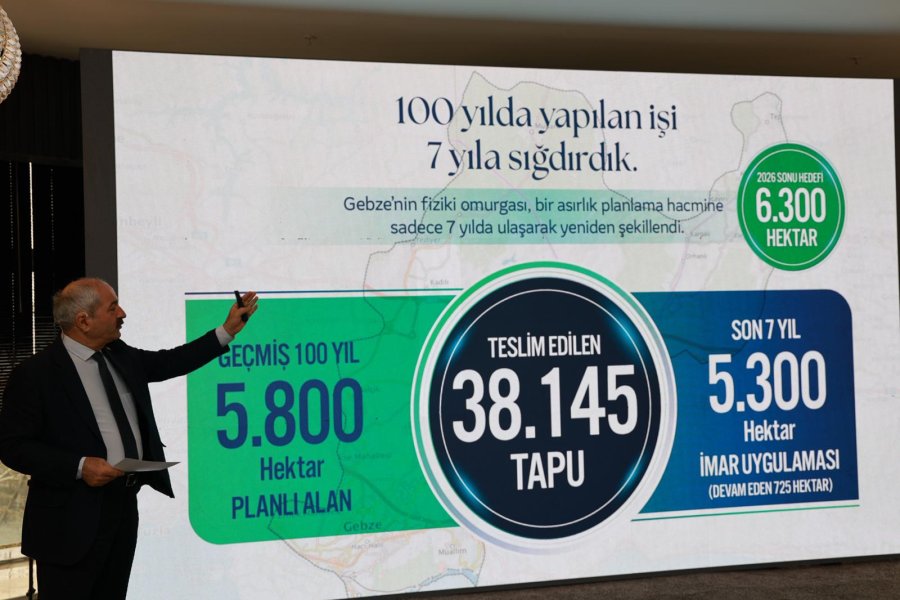 100 yılda yapılan işi
7 yıla sığdırdık.
Gebze'nin fiziki omurgası, bir asırlık planlama hacmine
sadece 7 yılda ulaşarak yeniden şekillendi.
2026 SONU HEDEFİ
6.300
HEKTAR
GEÇMİŞ 100 YIL
5.800
Hektar
PLANLI ALAN
TESLİM EDİLEN
38.145
TAPU
SON 7 YIL
5.300
Hektar
İMAR UYGULAMASI
(DEVAM EDEN 725 HEKTAR)
Gebze
Muallim